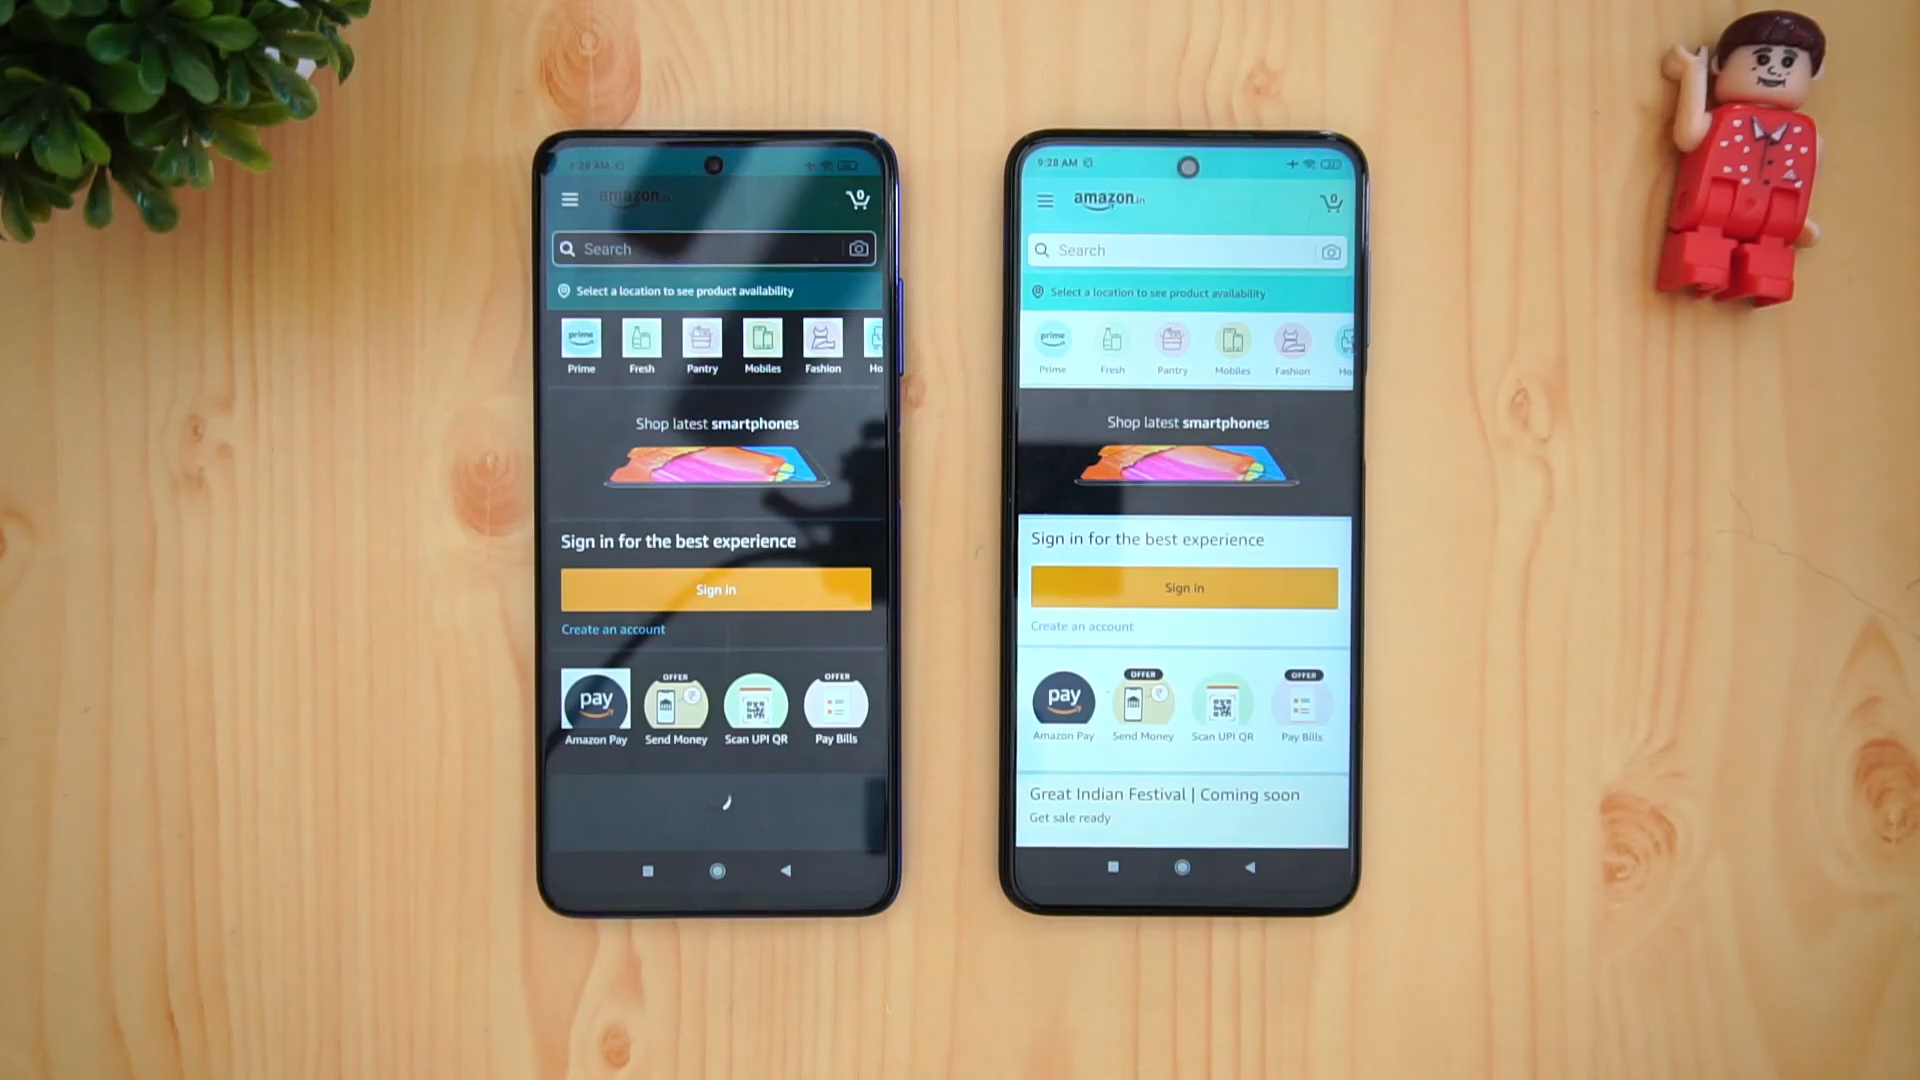 9:28 AM
amazon.in
0
Search
Select a location to see product availability
prime
Prime
Fresh
Pantry
Mobiles
Fashion
Ho
Shop latest smartphones
Sign in for the best experience
Sign in
Create an account
pay
OFFER
OFFER
Amazon Pay
Send Money
Scan UPI QR
Pay Bills
9:28 AM
amazon.in
0
Search
Select a location to see product availability
prime
Prime
Fresh
Pantry
Mobiles
Fashion
Ho
Shop latest smartphones
Sign in for the best experience
Sign in
Create an account
pay
OFFER
OFFER
Amazon Pay
Send Money
Scan UPI QR
Pay Bills
Great Indian Festival | Coming soon
Get sale ready